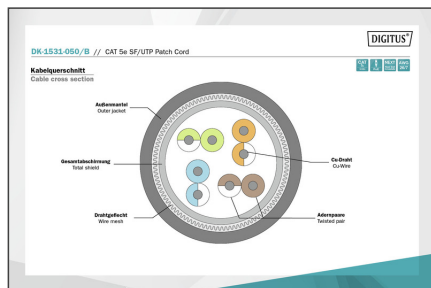 DIGITUS®
DK-1531-050/B // CAT 5e SF/UTP Patch Cord
Kabelquerschnitt
Cable cross section
Außenmantel
Outer jacket
Gesamtabschirmung
Total shield
Drahtgeflecht
Wire mesh
Cu-Draht
Cu-Wire
Adernpaare
Twisted pair